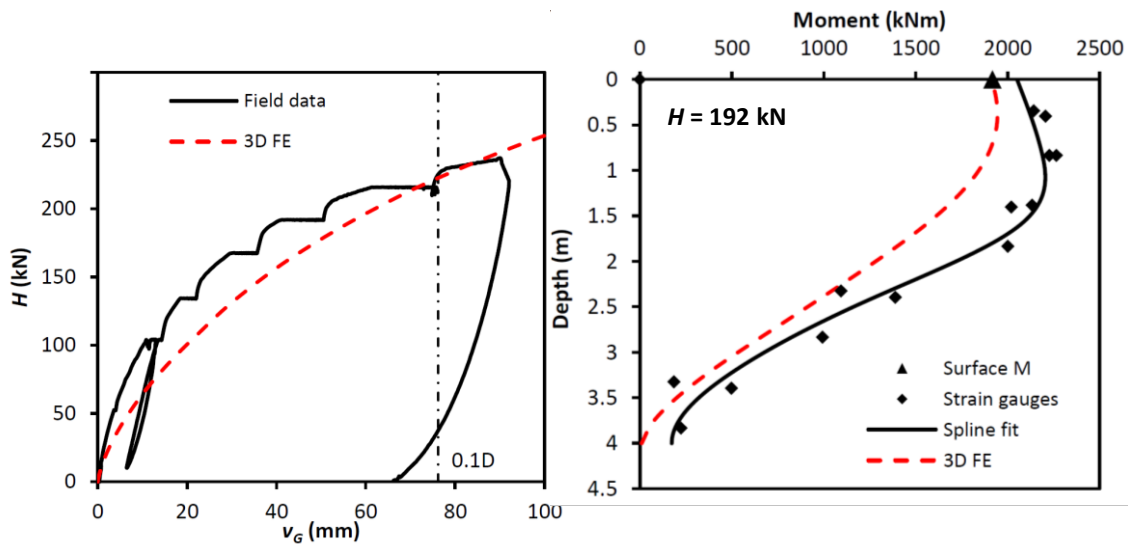 Field data
3D FE
250
200
150
100
50
0
H (kN)
0 20 40 60 80 100
v_G (mm)
0.1D
Moment (kNm)
0 500 1000 1500 2000 2500
H = 192 kN
0
0.5
1
1.5
2
2.5
3
3.5
4
4.5
Depth (m)
Surface M
Strain gauges
Spline fit
3D FE